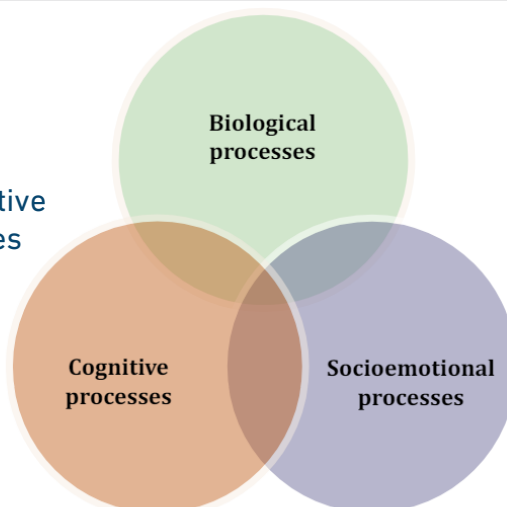 Biological
processes
tive
es
Cognitive
processes
Socioemotional
processes